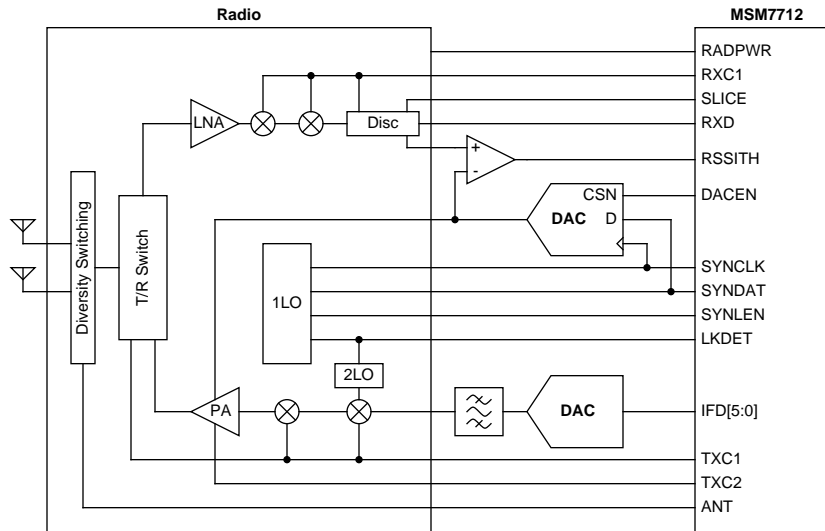 Radio
MSM7712
RADPWR
RXC1
SLICE
LNA
Disc
RXD
+
-
RSSITH
CSN
DACEN
DAC
D
Diversity Switching
T/R Switch
1LO
SYNCLK
SYNDAT
SYNLEN
LKDET
2LO
PA
DAC
IFD[5:0]
TXC1
TXC2
ANT